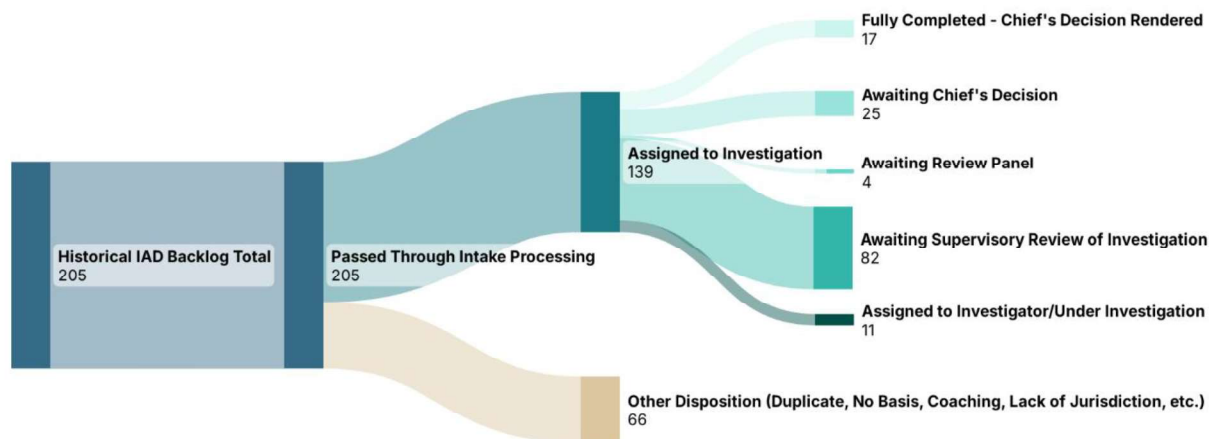 Fully Completed - Chief's Decision Rendered
17
Awaiting Chief's Decision
25
Assigned to Investigation
139
Awaiting Review Panel
4
Historical IAD Backlog Total
205
Passed Through Intake Processing
205
Awaiting Supervisory Review of Investigation
82
Assigned to Investigator/Under Investigation
11
Other Disposition (Duplicate, No Basis, Coaching, Lack of Jurisdiction, etc.)
66